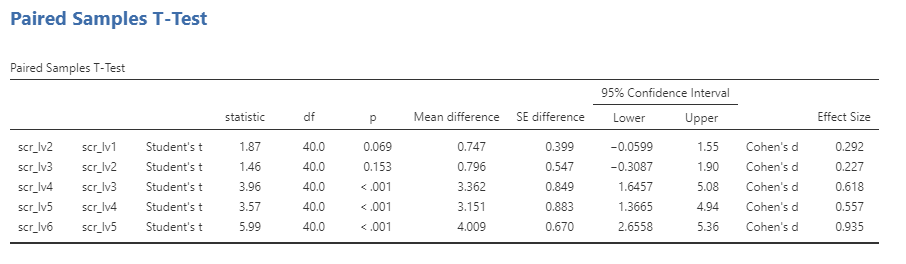 Paired Samples T-Test
Paired Samples T-Test
95% Confidence Interval
statistic df p Mean difference SE difference Lower Upper Effect Size
scr_lv2 scr_lv1 Student's t 1.87 40.0 0.069 0.747 0.399 −0.0599 1.55 Cohen's d 0.292
scr_lv3 scr_lv2 Student's t 1.46 40.0 0.153 0.796 0.547 −0.3087 1.90 Cohen's d 0.227
scr_lv4 scr_lv3 Student's t 3.96 40.0 < .001 3.362 0.849 1.6457 5.08 Cohen's d 0.618
scr_lv5 scr_lv4 Student's t 3.57 40.0 < .001 3.151 0.883 1.3665 4.94 Cohen's d 0.557
scr_lv6 scr_lv5 Student's t 5.99 40.0 < .001 4.009 0.670 2.6558 5.36 Cohen's d 0.935